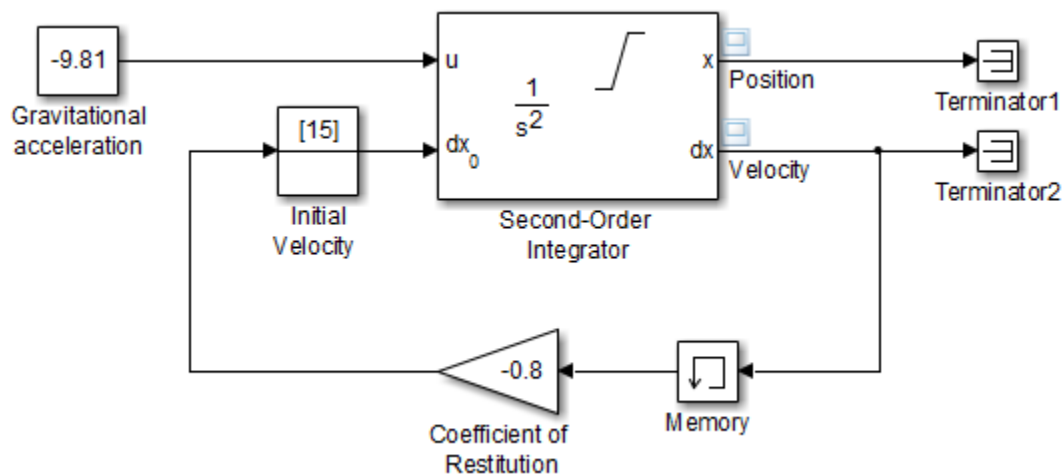 -9.81
Gravitational
acceleration
[15]
Initial
Velocity
u
dx0
1
s2
x
dx
Second-Order
Integrator
Position
Velocity
Terminator1
Terminator2
-0.8
Coefficient of
Restitution
Memory